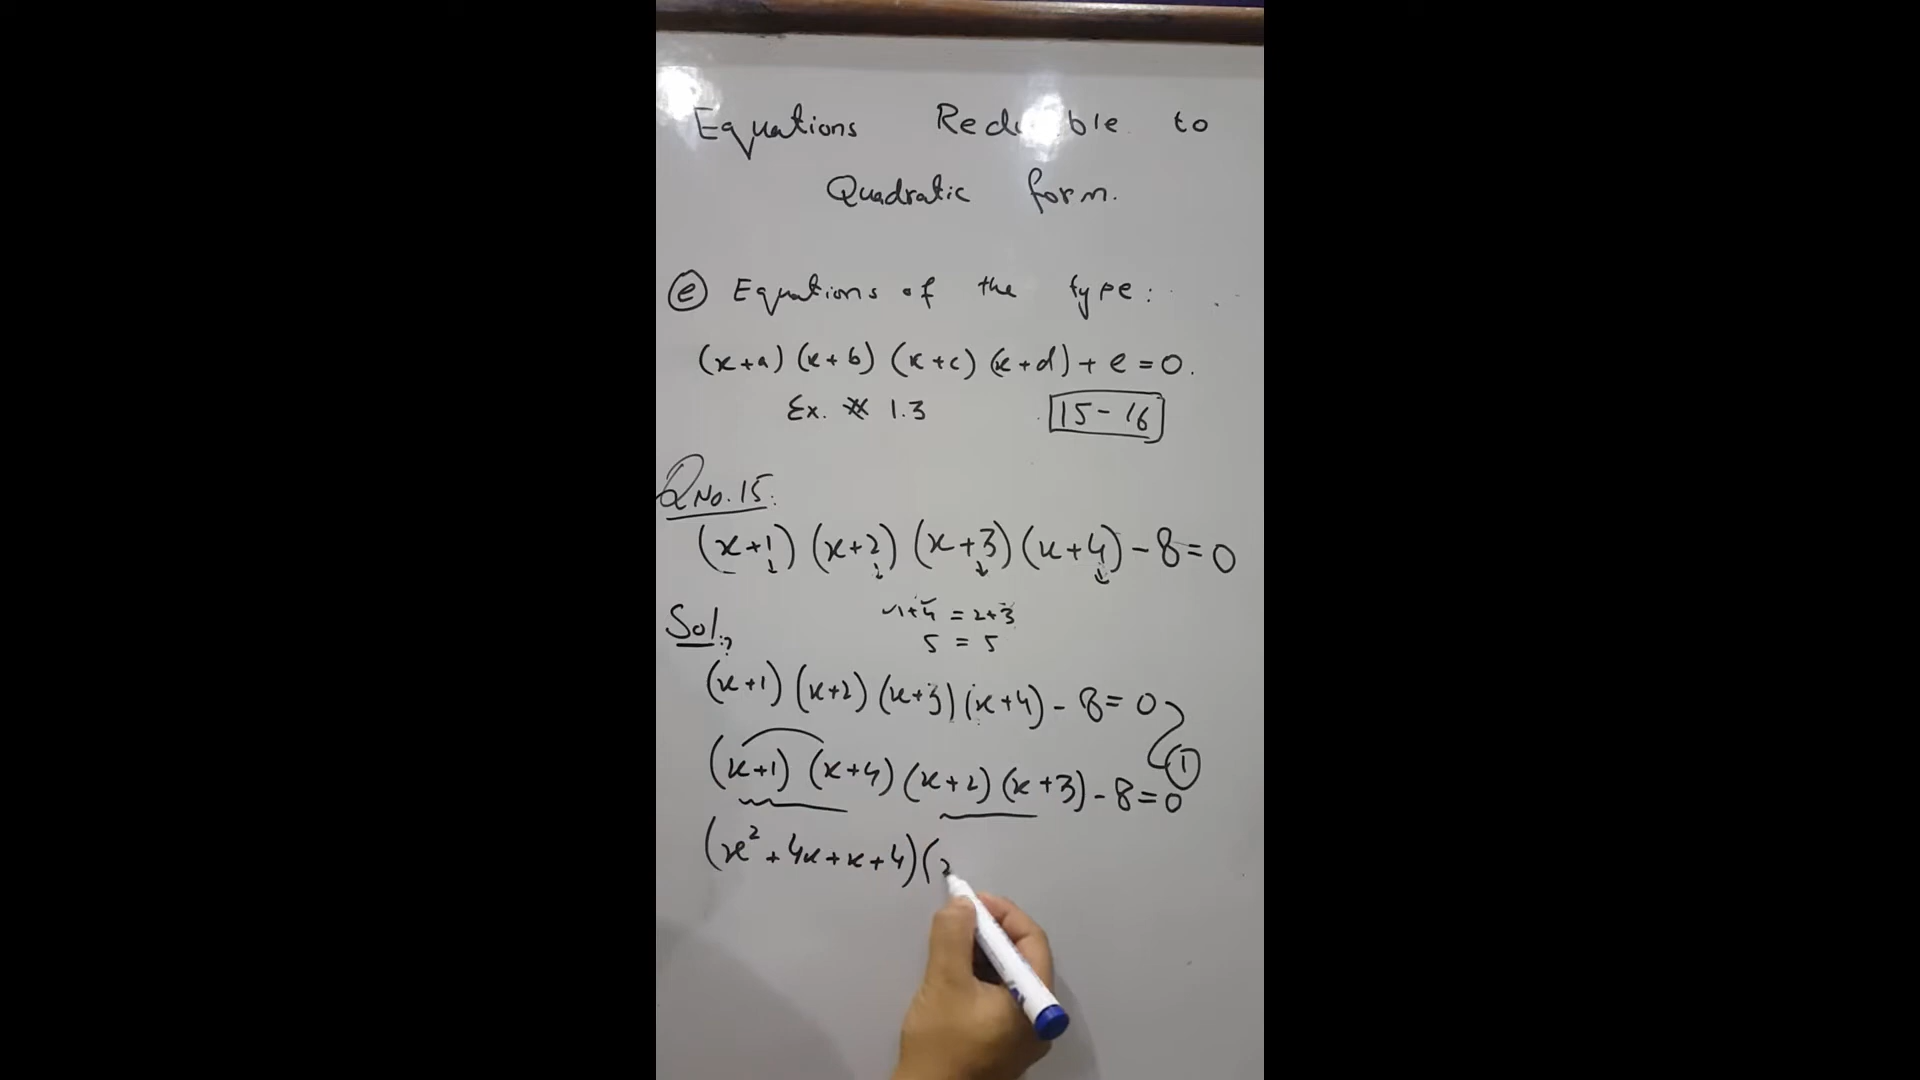 Equations Reducible to
Quadratic form.
ⓔ Equations of the type:
(x+a) (x+b) (x+c) (x+d) + e = 0.
Ex. # 1.3 15-16
Q No. 15.
(x+1) (x+2) (x+3) (x+4) - 8 = 0
Sol:
1+4 = 2+3
5 = 5
(x+1) (x+2) (x+3) (x+4) - 8 = 0
①
(x+1) (x+4) (x+2) (x+3) - 8 = 0
(x² + 4x + x + 4) (